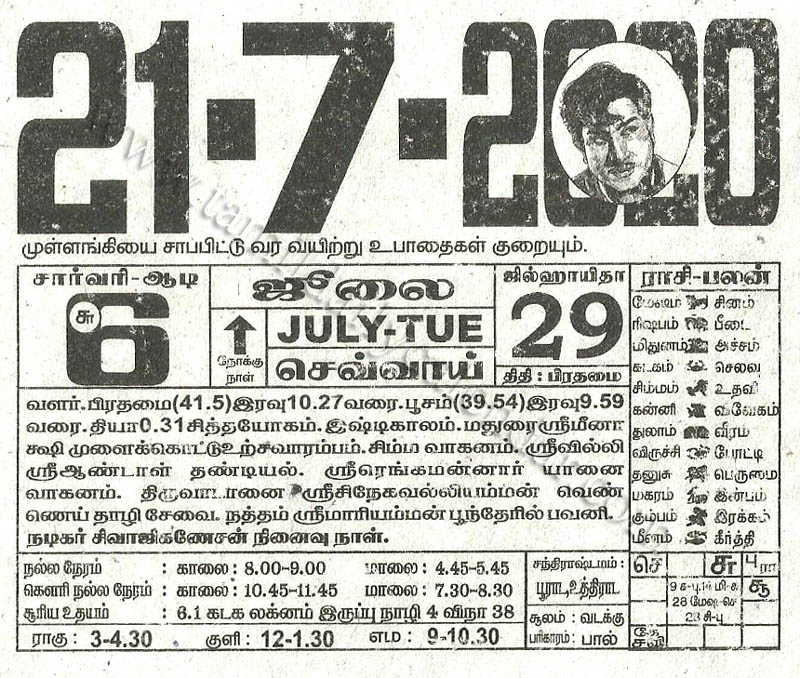 21-7-2020
முள்ளங்கியை சாப்பிட்டு வர வயிற்று உபாதைகள் குறையும்.
சார்வரி-ஆடி
சு 6
ஜூலை
நோக்கு நாள்
JULY-TUE
செவ்வாய்
ஜில்ஹாயிதா
29
திதி : பிரதமை
வளர்.பிரதமை(41.5)இரவு10.27வரை.பூசம்(39.54)இரவு9.59
வரை.தியா0.31சித்தயோகம்.இஷ்டிகாலம்.மதுரைஸ்ரீமீனா
க்ஷி முளைக்கொட்டுஉற்சவாரம்பம். சிம்ம வாகனம். ஸ்ரீவில்லி
ஸ்ரீஆண்டாள் தண்டியல். ஸ்ரீரெங்கமன்னார் யானை
வாகனம். திருவாடானை ஸ்ரீசிநேகவல்லியம்மன் வெண்
ணெய் தாழி சேவை. நத்தம் ஸ்ரீமாரியம்மன் பூந்தேரில் பவனி.
நடிகர் சிவாஜிகணேசன் நினைவு நாள்.
ராசி-பலன்
மேஷம் சினம்
ரிஷபம் பீடை
மிதுனம் அச்சம்
கடகம் செலவு
சிம்மம் உதவி
கன்னி விவேகம்
துலாம் வீரம்
விருச்சி போட்டி
தனுசு பெருமை
மகரம் இன்பம்
கும்பம் இரக்கம்
மீனம் கீர்த்தி
நல்ல நேரம் : காலை: 8.00-9.00 மாலை: 4.45-5.45
கௌரி நல்ல நேரம் : காலை: 10.45-11.45 மாலை: 7.30-8.30
சூரிய உதயம் : 6.1 கடக லக்னம் இருப்பு நாழி 4 விநா 38
ராகு : 3-4.30 குளி: 12-1.30 எம : 9-10.30
சந்திராஷ்டமம்:
பூராட,உத்திராட
சூலம் : வடக்கு
பரிகாரம்: பால்
செ சு பு ரா
9 சு-பு,14 மி-சு சூ
28 மேஷ-செ
23 சி-பு